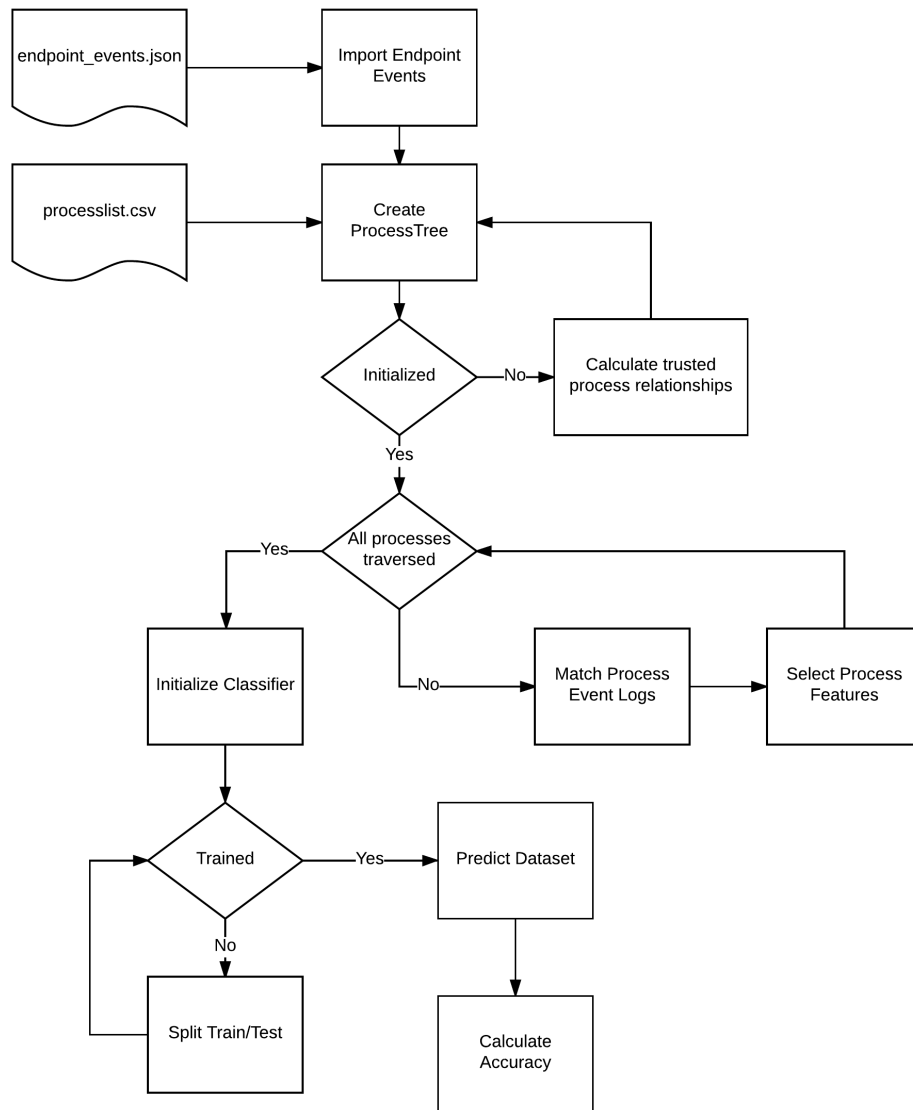 endpoint_events.json
Import Endpoint
Events
processlist.csv
Create
ProcessTree
Initialized
No
Calculate trusted
process relationships
Yes
All processes
traversed
Yes
No
Initialize Classifier
Match Process
Event Logs
Select Process
Features
Trained
Yes
Predict Dataset
No
Split Train/Test
Calculate
Accuracy